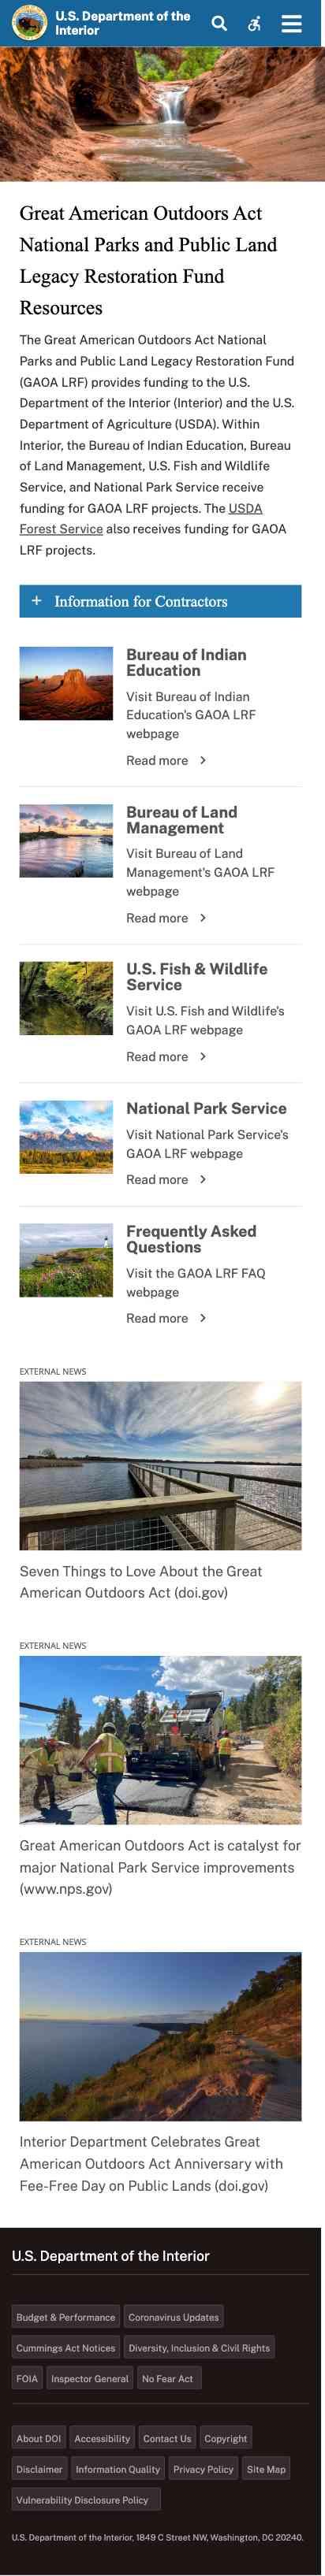 U.S. Department of the
Interior
Great American Outdoors Act
National Parks and Public Land
Legacy Restoration Fund
Resources
The Great American Outdoors Act National
Parks and Public Land Legacy Restoration Fund
(GAOA LRF) provides funding to the U.S.
Department of the Interior (Interior) and the U.S.
Department of Agriculture (USDA). Within
Interior, the Bureau of Indian Education, Bureau
of Land Management, U.S. Fish and Wildlife
Service, and National Park Service receive
funding for GAOA LRF projects. The USDA
Forest Service also receives funding for GAOA
LRF projects.
+ Information for Contractors
Bureau of Indian
Education
Visit Bureau of Indian
Education's GAOA LRF
webpage
Read more
Bureau of Land
Management
Visit Bureau of Land
Management's GAOA LRF
webpage
Read more
U.S. Fish & Wildlife
Service
Visit U.S. Fish and Wildlife's
GAOA LRF webpage
Read more
National Park Service
Visit National Park Service's
GAOA LRF webpage
Read more
Frequently Asked
Questions
Visit the GAOA LRF FAQ
webpage
Read more
EXTERNAL NEWS
Seven Things to Love About the Great
American Outdoors Act (doi.gov)
EXTERNAL NEWS
Great American Outdoors Act is catalyst for
major National Park Service improvements
(www.nps.gov)
EXTERNAL NEWS
Interior Department Celebrates Great
American Outdoors Act Anniversary with
Fee-Free Day on Public Lands (doi.gov)
U.S. Department of the Interior
Budget & Performance Coronavirus Updates
Cummings Act Notices Diversity, Inclusion & Civil Rights
FOIA Inspector General No Fear Act
About DOI Accessibility Contact Us Copyright
Disclaimer Information Quality Privacy Policy Site Map
Vulnerability Disclosure Policy
U.S. Department of the Interior, 1849 C Street NW, Washington, DC 20240.